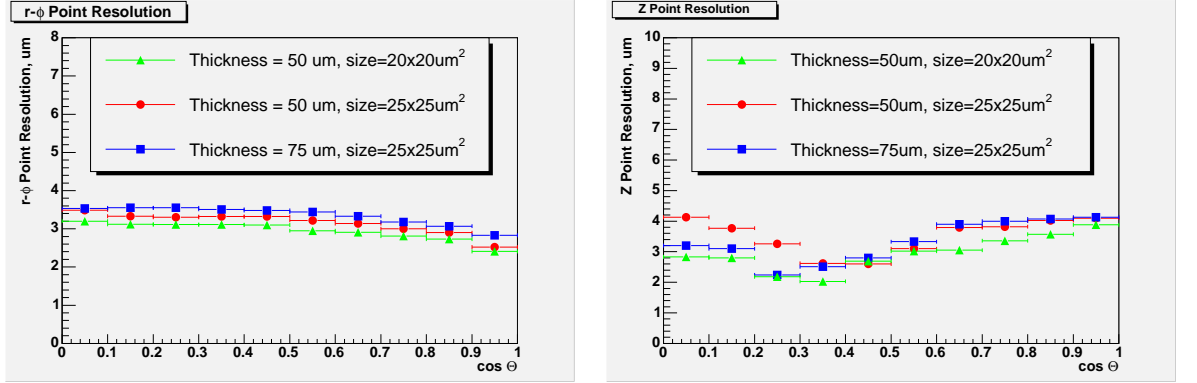 r-ϕ Point Resolution
r-ϕ Point Resolution, um
8
7
6
5
4
3
2
1
0
Thickness = 50 um, size=20x20um²
Thickness = 50 um, size=25x25um²
Thickness = 75 um, size=25x25um²
0 0.1 0.2 0.3 0.4 0.5 0.6 0.7 0.8 0.9 1
cos Θ
Z Point Resolution
Z Point Resolution, um
10
9
8
7
6
5
4
3
2
1
0
Thickness=50um, size=20x20um²
Thickness=50um, size=25x25um²
Thickness=75um, size=25x25um²
0 0.1 0.2 0.3 0.4 0.5 0.6 0.7 0.8 0.9 1
cos Θ